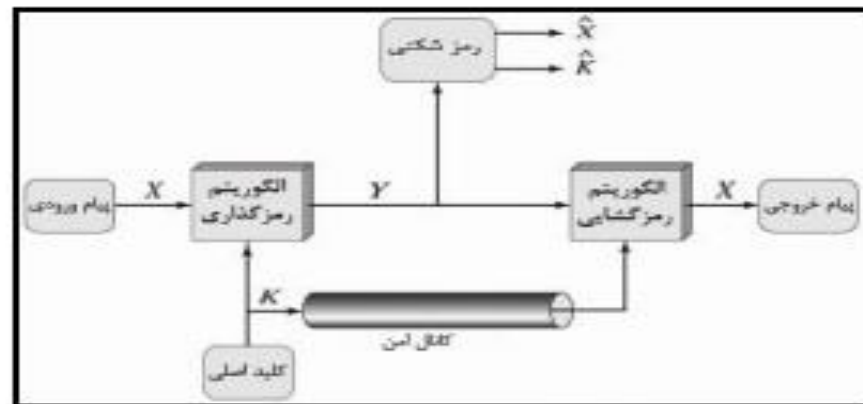 رمز شکنی
X̂
K̂
پیام ورودی
X
الگوریتم
رمزگذاری
Y
الگوریتم
رمزگشایی
X
پیام خروجی
K
کانال امن
کلید اصلی